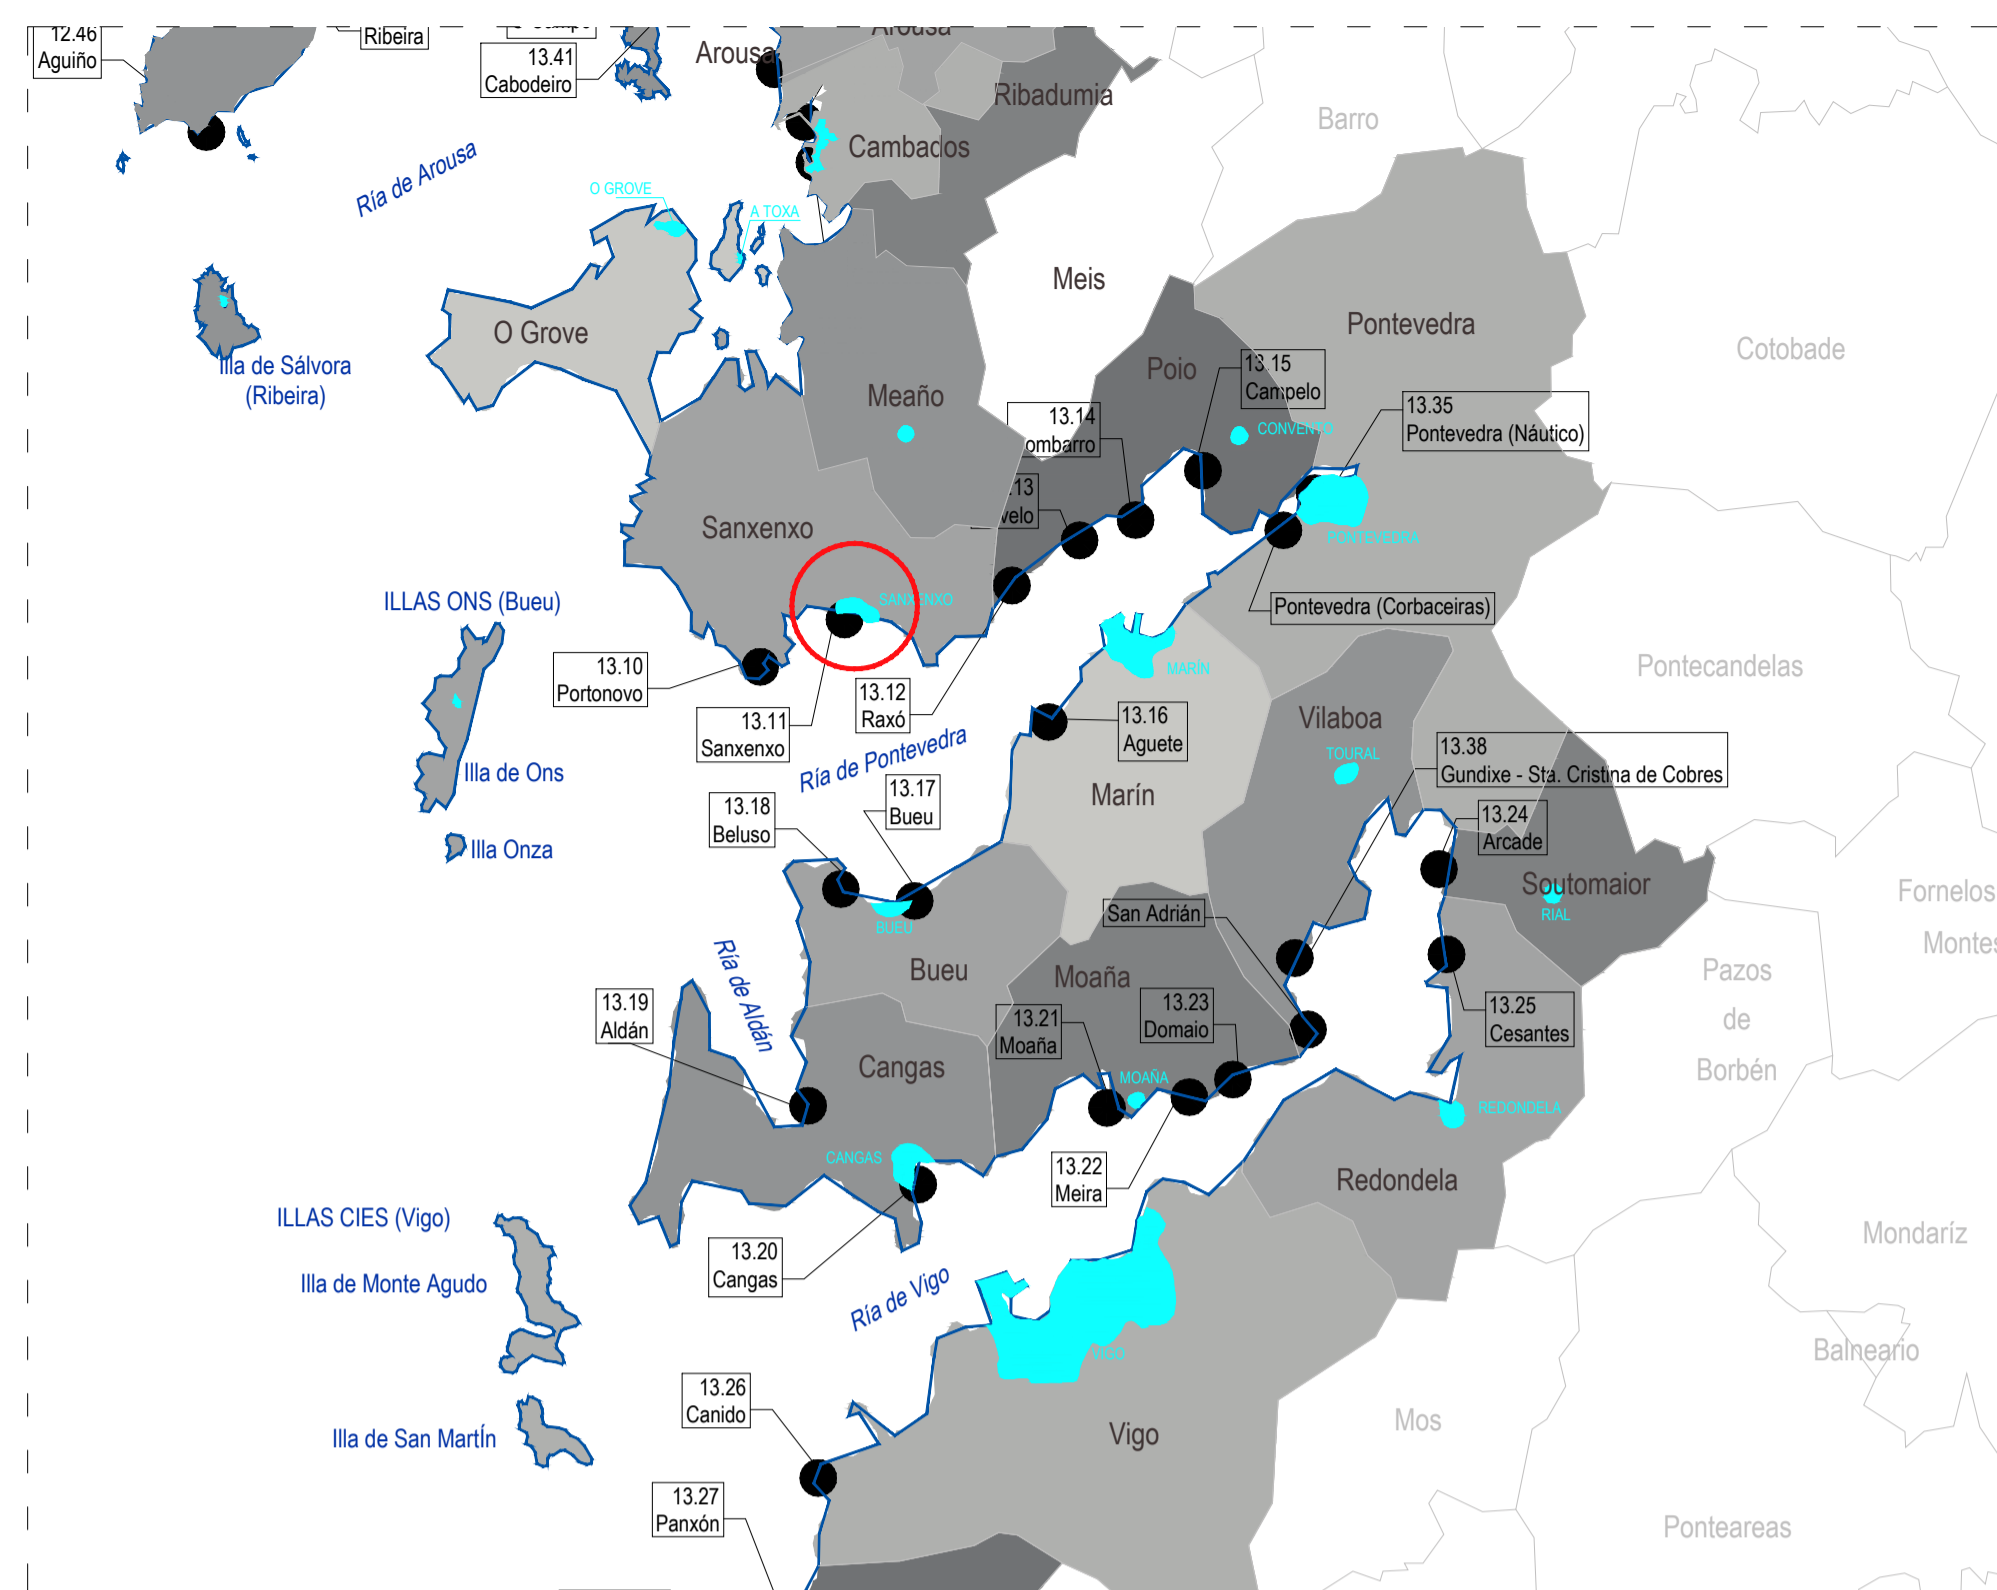 12.46
Aguiño
Ribeira
13.41
Cabodeiro
Arousa
Arousa
Ribadumia
Barro
Cambados
Ría de Arousa
O GROVE
A TOXA
Meis
O Grove
Pontevedra
Cotobade
Illa de Sálvora
(Ribeira)
Poio
13.15
Campelo
Meaño
13.14
ombarro
CONVENTO
13.35
Pontevedra (Náutico)
13
velo
Sanxenxo
PONTEVEDRA
ILLAS ONS (Bueu)
SANXENXO
Pontevedra (Corbaceiras)
13.10
Portonovo
MARÍN
Pontecandelas
13.12
Raxó
13.11
Sanxenxo
13.16
Aguete
Vilaboa
TOURAL
13.38
Gundixe - Sta. Cristina de Cobres
Ría de Pontevedra
Illa de Ons
Marín
13.17
Bueu
13.18
Beluso
13.24
Arcade
Illa Onza
Soutomaior
RIAL
Fornelos
Montes
San Adrián
BUEU
Bueu
Moaña
Ría de Aldán
Pazos
de
Borbén
13.19
Aldán
13.21
Moaña
13.23
Domaio
13.25
Cesantes
Cangas
MOAÑA
REDONDELA
CANGAS
13.22
Meira
Redondela
ILLAS CIES (Vigo)
Mondaríz
13.20
Cangas
Illa de Monte Agudo
Ría de Vigo
VIGO
Balneario
13.26
Canido
Illa de San MartÍn
Vigo
Mos
13.27
Panxón
Ponteareas